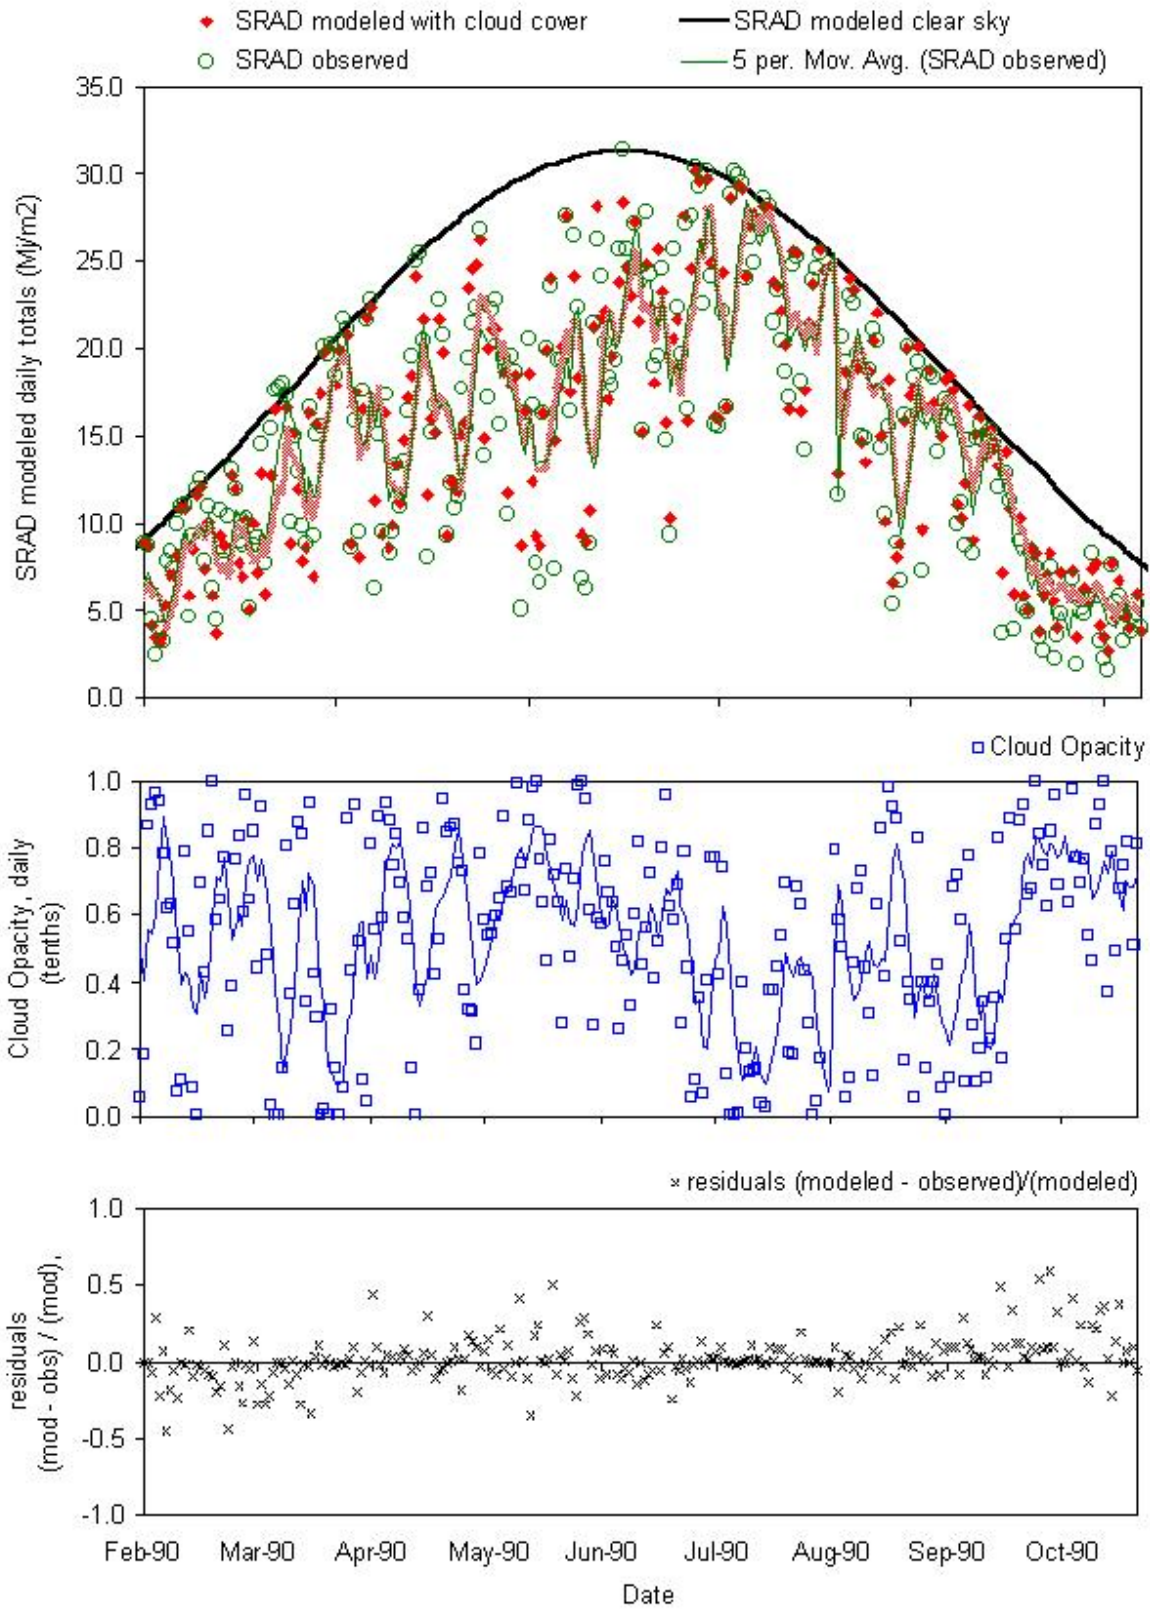 SRAD modeled with cloud cover
SRAD modeled clear sky
SRAD observed
5 per. Mov. Avg. (SRAD observed)
35.0
30.0
25.0
20.0
15.0
10.0
5.0
0.0
SRAD modeled daily totals (Mj/m2)
Cloud Opacity
1.0
0.8
0.6
0.4
0.2
0.0
Cloud Opacity, daily
(tenths)
residuals (modeled - observed)/(modeled)
1.0
0.5
0.0
-0.5
-1.0
residuals
(mod - obs) / (mod),
Feb-90 Mar-90 Apr-90 May-90 Jun-90 Jul-90 Aug-90 Sep-90 Oct-90
Date